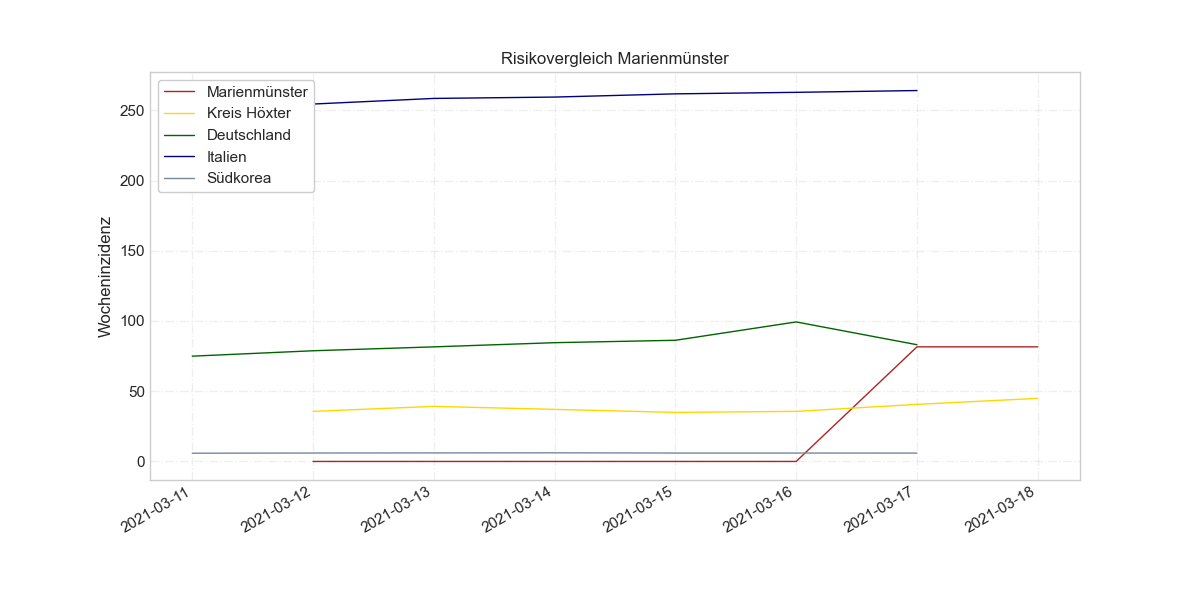 Risikovergleich Marienmünster
Marienmünster
Kreis Höxter
Deutschland
Italien
Südkorea
Wocheninzidenz
250
200
150
100
50
0
2021-03-11
2021-03-12
2021-03-13
2021-03-14
2021-03-15
2021-03-16
2021-03-17
2021-03-18